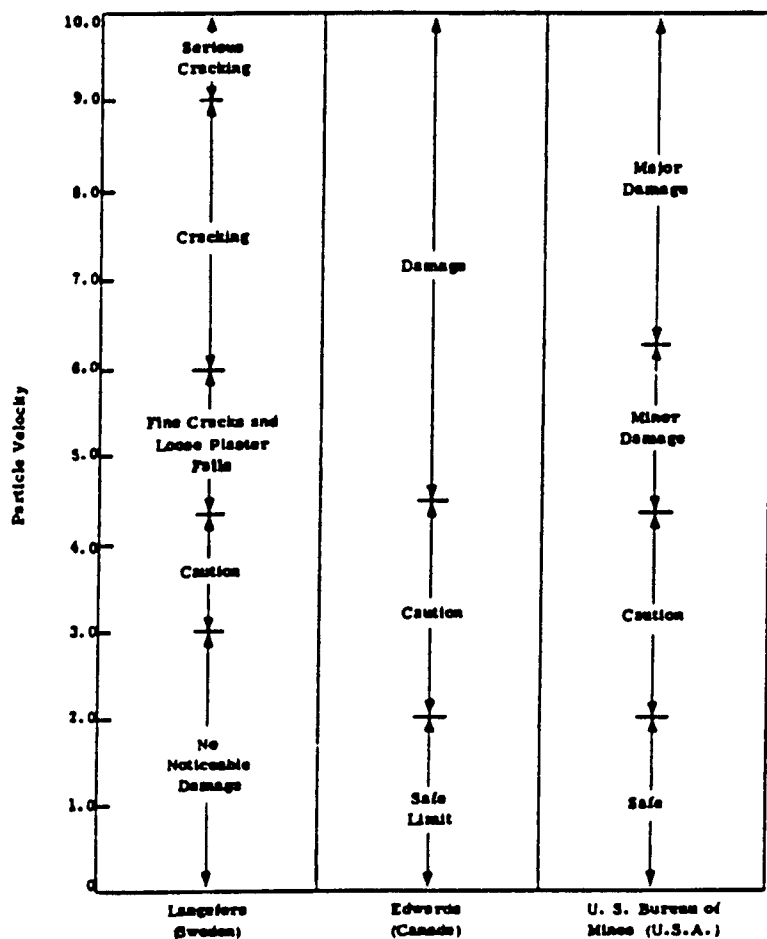 Particle Velocity
10.0
9.0
8.0
7.0
6.0
5.0
4.0
3.0
2.0
1.0
0
Serious
Cracking
Cracking
Fine Cracks and
Loose Plaster
Falls
Caution
No
Noticeable
Damage
Damage
Caution
Safe
Limit
Major
Damage
Minor
Damage
Caution
Safe
Langefors
(Sweden)
Edwards
(Canada)
U. S. Bureau of
Mines (U.S.A.)